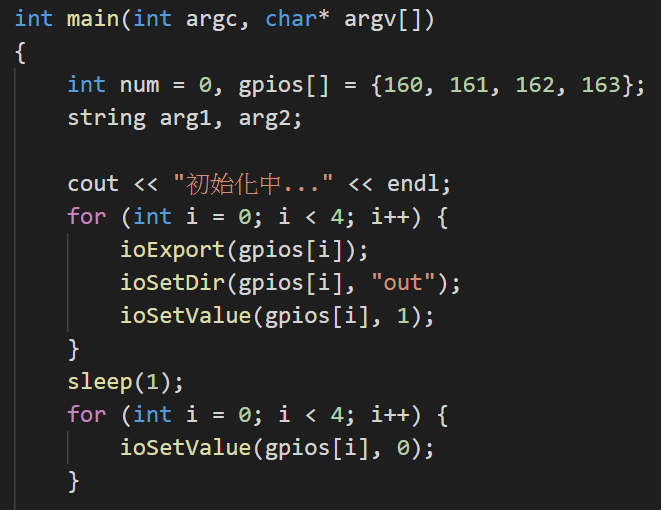 int main(int argc, char* argv[])
{
    int num = 0, gpios[] = {160, 161, 162, 163};
    string arg1, arg2;

    cout << "初始化中..." << endl;
    for (int i = 0; i < 4; i++) {
        ioExport(gpios[i]);
        ioSetDir(gpios[i], "out");
        ioSetValue(gpios[i], 1);
    }
    sleep(1);
    for (int i = 0; i < 4; i++) {
        ioSetValue(gpios[i], 0);
    }